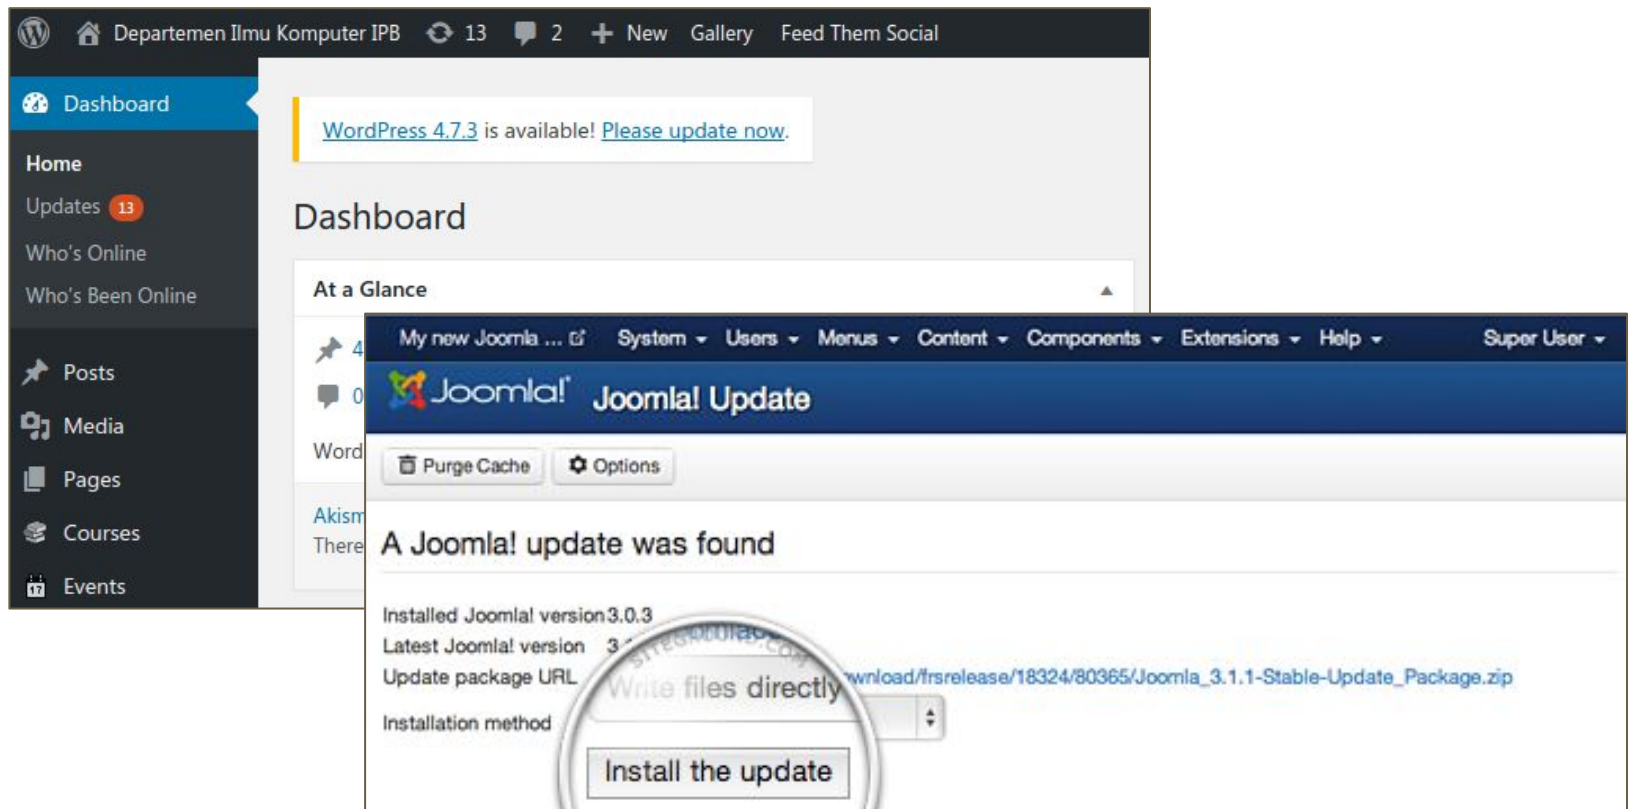 Departemen Ilmu Komputer IPB 13 2 New Gallery Feed Them Social
Dashboard
Home
Updates 13
Who's Online
Who's Been Online
Posts
Media
Pages
Courses
17 Events
WordPress 4.7.3 is available! Please update now.
Dashboard
At a Glance
4
0
Word
Akism
There
My new Joomla ... System Users Menus Content Components Extensions Help Super User
Joomla! Joomla! Update
Purge Cache Options
A Joomla! update was found
Installed Joomla! version 3.0.3
Latest Joomla! version 3
SITEGROUND.COM
Update package URL wnload/frsrelease/18324/80365/Joomla_3.1.1-Stable-Update_Package.zip
Write files directly
Installation method
Install the update